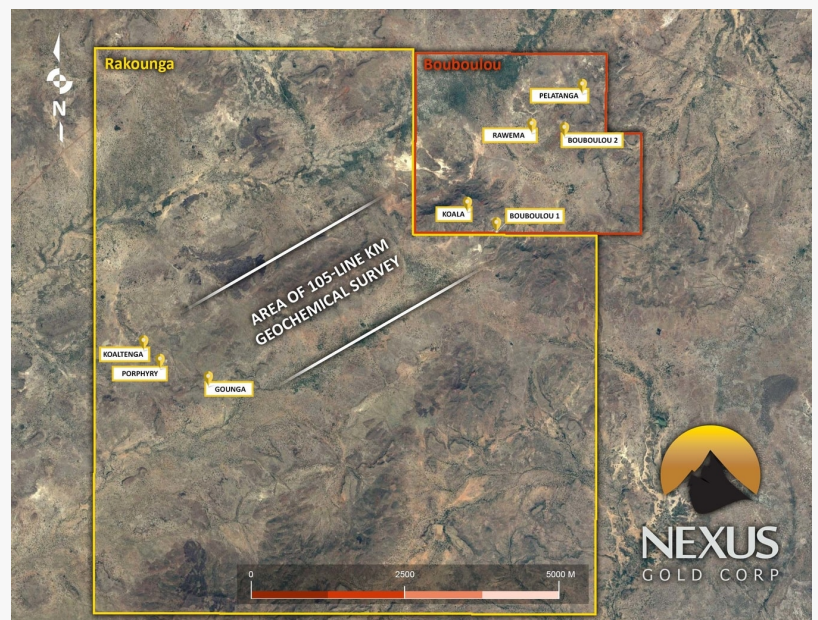 Rakounga
Bouboulou
N
PELATANGA
RAWEMA
BOUBOULOU 2
KOALA
BOUBOULOU 1
AREA OF 105-LINE KM
GEOCHEMICAL SURVEY
KOALTENGA
PORPHYRY
GOUNGA
NEXUS
GOLD CORP
0 2500 5000 M